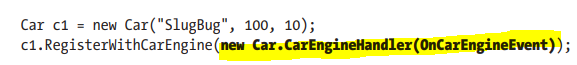 Car c1 = new Car("SlugBug", 100, 10);
c1.RegisterWithCarEngine(new Car.CarEngineHandler(OnCarEngineEvent));